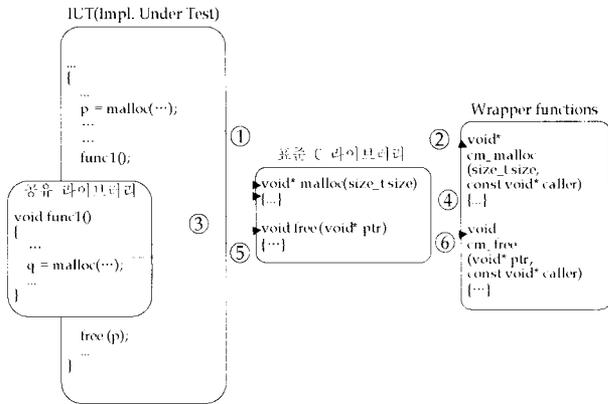 IUT(Impl. Under Test)
...
{
...
p = malloc(…);
...
...
func1();
공유 라이브러리
void func1()
{
...
q = malloc(…);
...
}
free (p);
...
}
①
③
⑤
표준 C 라이브러리
void* malloc(size_t size)
{...}
void free (void* ptr)
{…}
②
④
⑥
Wrapper functions
void*
cm_malloc
(size_t size,
const void* caller)
{...}
void
cm_free
(void* ptr,
const void* caller)
{…}